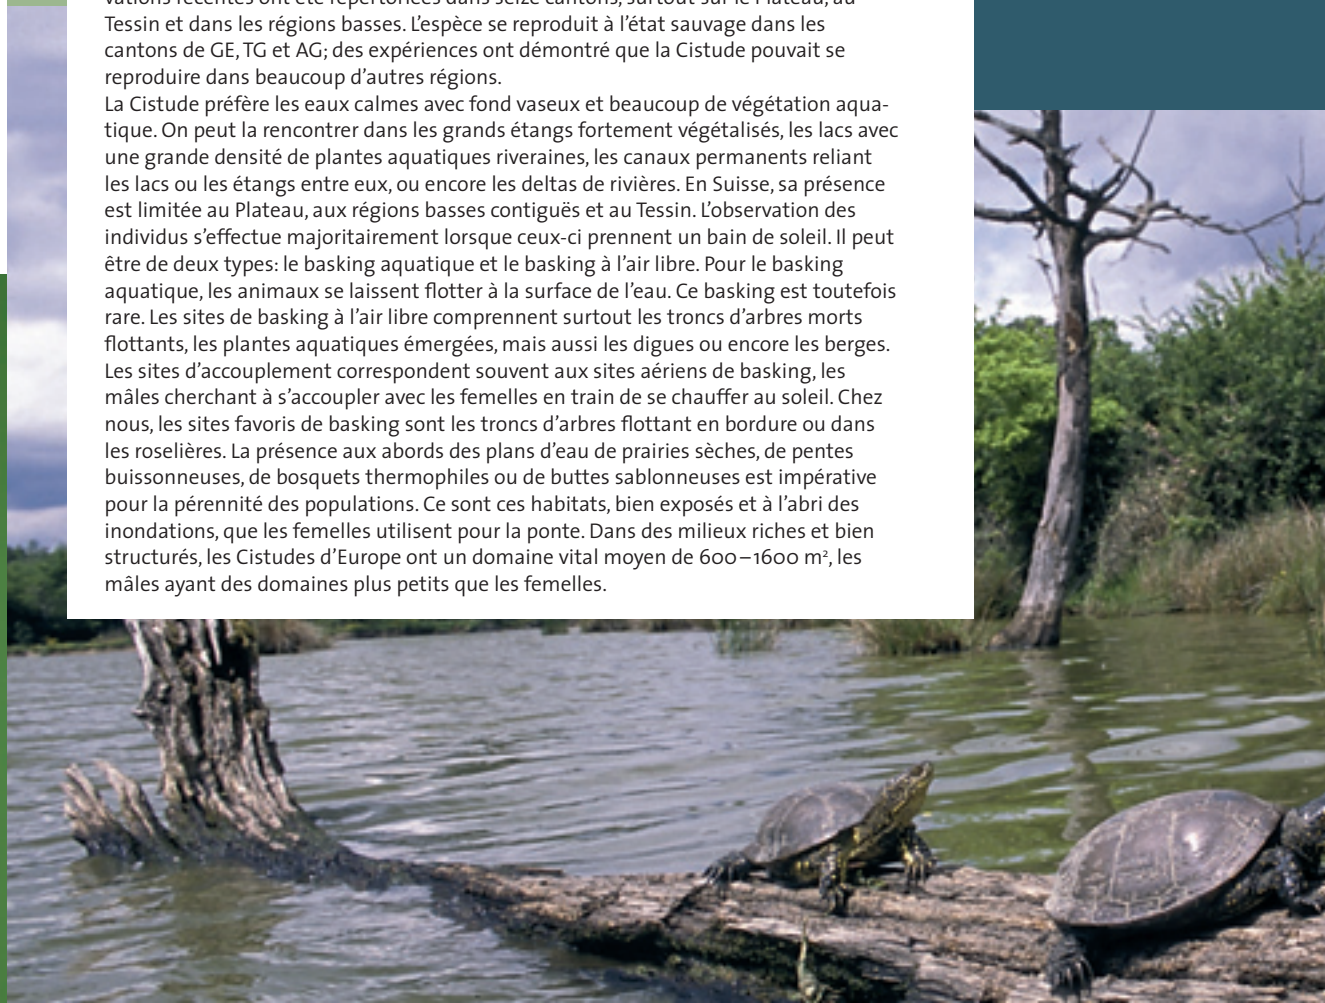 vations récentes ont été répertoriées dans seize cantons, surtout sur le Plateau, au
Tessin et dans les régions basses. L’espèce se reproduit à l’état sauvage dans les
cantons de GE, TG et AG; des expériences ont démontré que la Cistude pouvait se
reproduire dans beaucoup d’autres régions.
La Cistude préfère les eaux calmes avec fond vaseux et beaucoup de végétation aqua-
tique. On peut la rencontrer dans les grands étangs fortement végétalisés, les lacs avec
une grande densité de plantes aquatiques riveraines, les canaux permanents reliant
les lacs ou les étangs entre eux, ou encore les deltas de rivières. En Suisse, sa présence
est limitée au Plateau, aux régions basses contiguës et au Tessin. L’observation des
individus s’effectue majoritairement lorsque ceux-ci prennent un bain de soleil. Il peut
être de deux types: le basking aquatique et le basking à l’air libre. Pour le basking
aquatique, les animaux se laissent flotter à la surface de l’eau. Ce basking est toutefois
rare. Les sites de basking à l’air libre comprennent surtout les troncs d’arbres morts
flottants, les plantes aquatiques émergées, mais aussi les digues ou encore les berges.
Les sites d’accouplement correspondent souvent aux sites aériens de basking, les
mâles cherchant à s’accoupler avec les femelles en train de se chauffer au soleil. Chez
nous, les sites favoris de basking sont les troncs d’arbres flottant en bordure ou dans
les roselières. La présence aux abords des plans d’eau de prairies sèches, de pentes
buissonneuses, de bosquets thermophiles ou de buttes sablonneuses est impérative
pour la pérennité des populations. Ce sont ces habitats, bien exposés et à l’abri des
inondations, que les femelles utilisent pour la ponte. Dans des milieux riches et bien
structurés, les Cistudes d’Europe ont un domaine vital moyen de 600–1600 m², les
mâles ayant des domaines plus petits que les femelles.